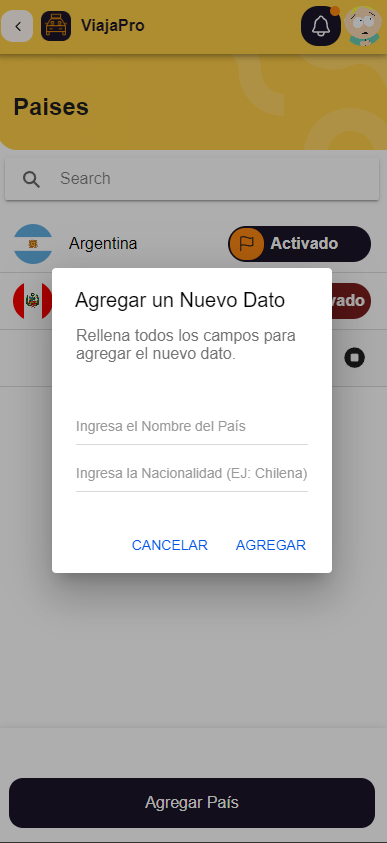 ViajaPro
Paises
Search
Argentina
Activado
vado
Agregar un Nuevo Dato
Rellena todos los campos para
agregar el nuevo dato.
Ingresa el Nombre del País
Ingresa la Nacionalidad (EJ: Chilena)
CANCELAR
AGREGAR
Agregar País